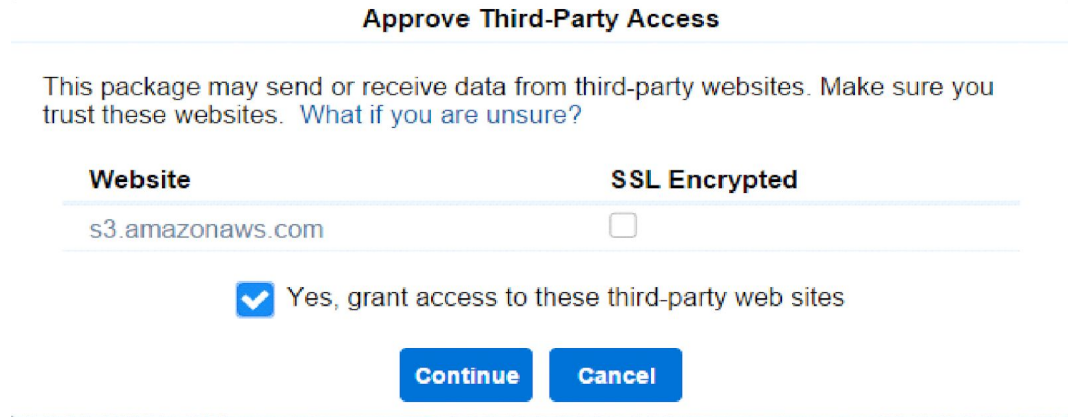 Approve Third-Party Access
This package may send or receive data from third-party websites. Make sure you
trust these websites. What if you are unsure?
Website SSL Encrypted
s3.amazonaws.com
Yes, grant access to these third-party web sites
Continue Cancel